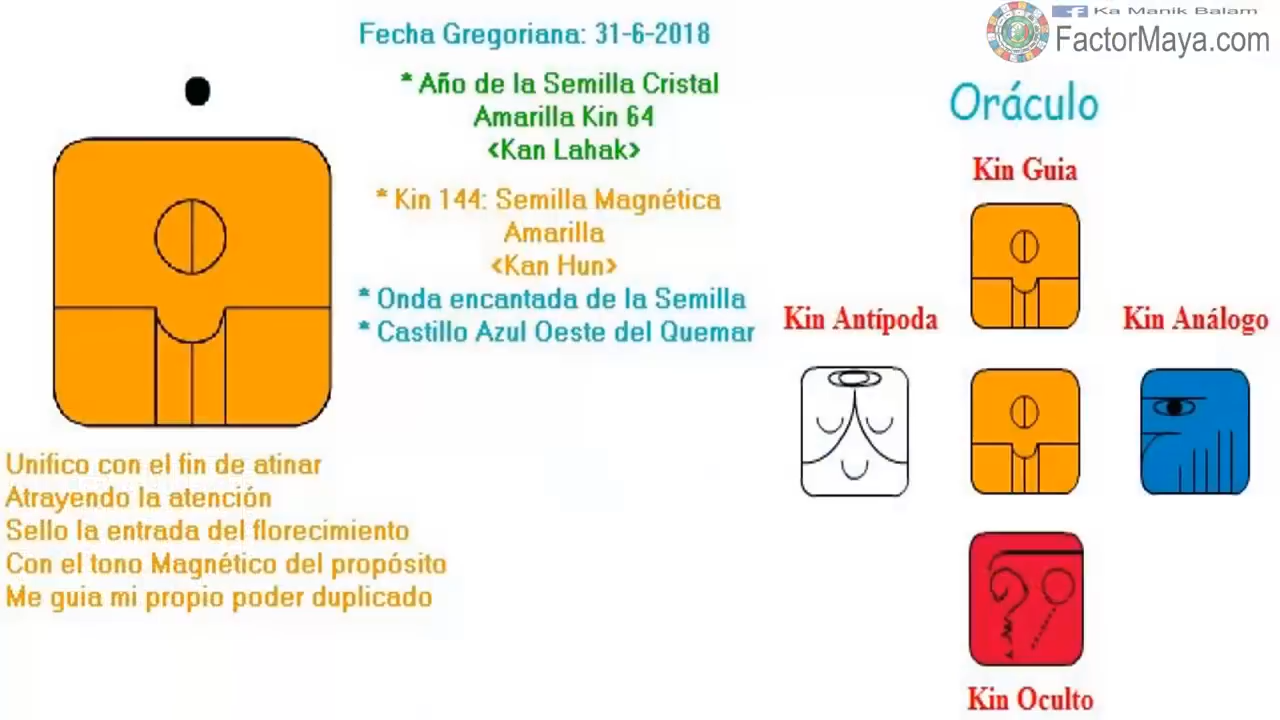 Fecha Gregoriana: 31-6-2018
* Año de la Semilla Cristal
Amarilla Kin 64
<Kan Lahak>
* Kin 144: Semilla Magnética
Amarilla
<Kan Hun>
* Onda encantada de la Semilla
* Castillo Azul Oeste del Quemar
Unifico con el fin de atinar
Atrayendo la atención
Sello la entrada del florecimiento
Con el tono Magnético del propósito
Me guia mi propio poder duplicado
Ka Manik Balam
FactorMaya.com
Oráculo
Kin Guia
Kin Antípoda
Kin Análogo
Kin Oculto